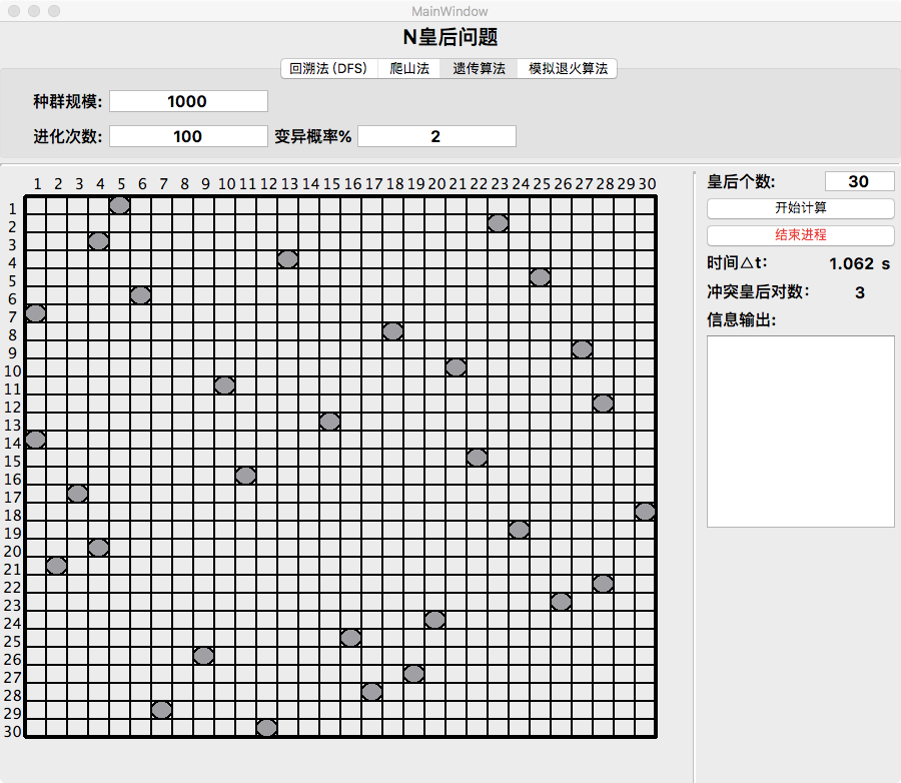 MainWindow
N皇后问题
回溯法 (DFS) 爬山法 遗传算法 模拟退火算法
种群规模: 1000
进化次数: 100 变异概率% 2
1 2 3 4 5 6 7 8 9 10 11 12 13 14 15 16 17 18 19 20 21 22 23 24 25 26 27 28 29 30
皇后个数: 30
开始计算
结束进程
时间△t: 1.062 s
冲突皇后对数: 3
信息输出:
1
2
3
4
5
6
7
8
9
10
11
12
13
14
15
16
17
18
19
20
21
22
23
24
25
26
27
28
29
30